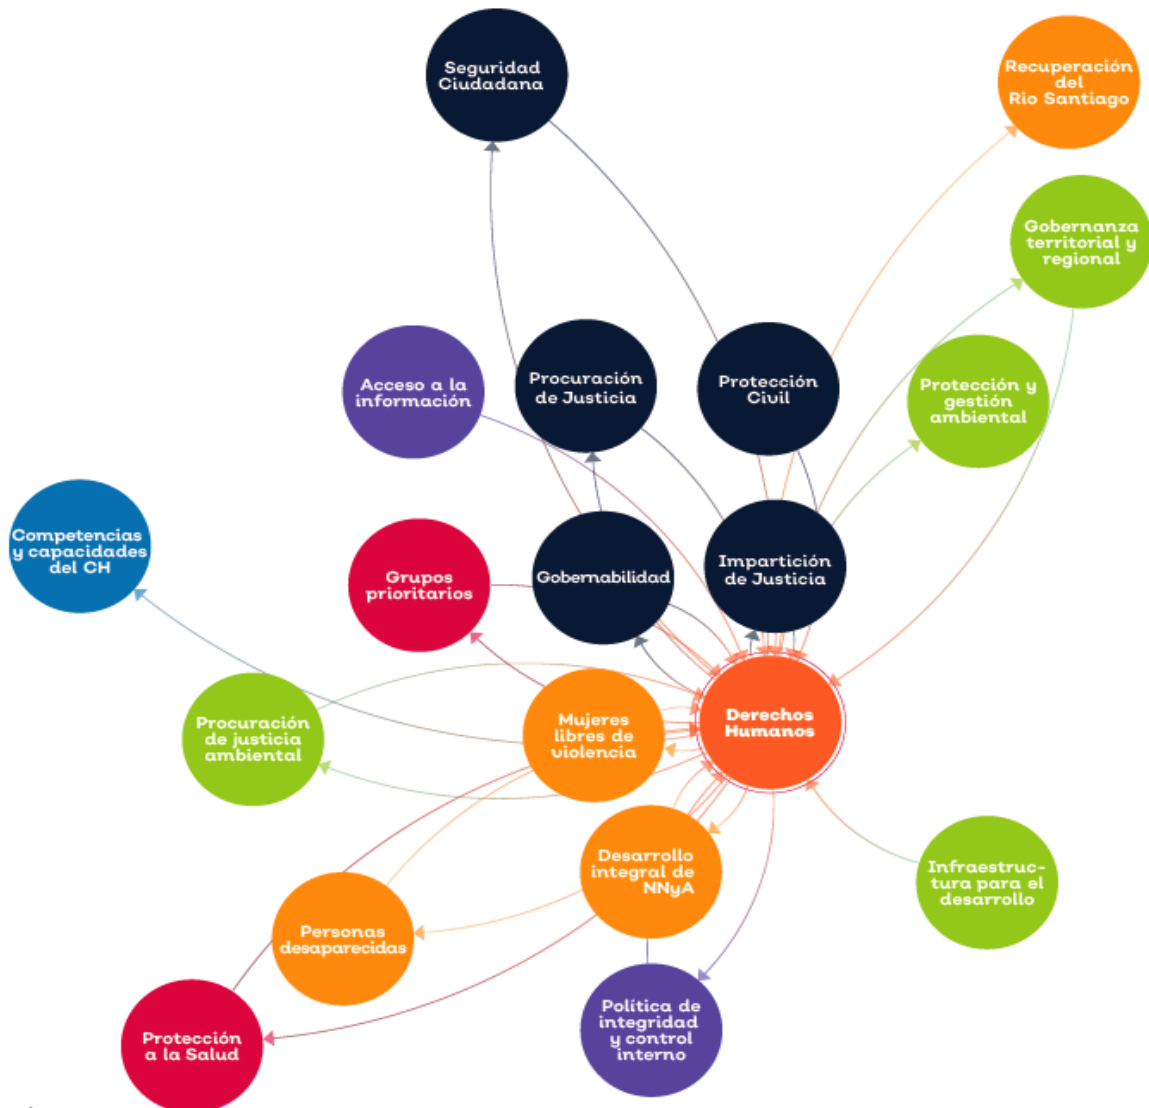 Seguridad
Ciudadana
Recuperación
del
Rio Santiago
Gobernanza
territorial y
regional
Acceso a la
información
Procuración
de Justicia
Protección
Civil
Protección y
gestión
ambiental
Competencias
y capacidades
del CH
Grupos
prioritarios
Gobernabilidad
Impartición
de Justicia
Procuración
de justicia
ambiental
Mujeres
libres de
violencia
Derechos
Humanos
Desarrollo
integral de
NNyA
Infraestruc-
tura para el
desarrollo
Personas
desaparecidas
Protección
a la Salud
Política de
integridad
y control
interno